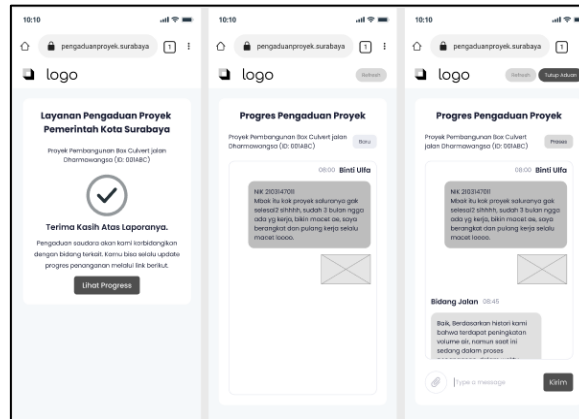 10:10
pengaduanproyek.surabaya 1
logo
Layanan Pengaduan Proyek
Pemerintah Kota Surabaya
Proyek Pembangunan Box Culvert jalan
Dharmawangsa (ID: 001ABC)
Terima Kasih Atas Laporanya.
Pengaduan saudara akan kami karbidangikan
dengan bidang terkait. Kamu bisa selalu update
progres penanganan melalui link berikut.
Lihat Progress
10:10
pengaduanproyek.surabaya 1
logo
Refresh
Progres Pengaduan Proyek
Proyek Pembangunan Box Culvert jalan
Dharmawangsa (ID: 001ABC)
Baru
08:00 Binti Ulfa
NIK 2103147011
Mbak itu kok proyek saluranya gak
selesai2 sihhhh, sudah 3 bulan ngga
ada yg kerja, bikin macet ae, saya
berangkat dan pulang kerja selalu
macet loooo.
10:10
pengaduanproyek.surabaya 1
logo
Refresh
Tutup Aduan
Progres Pengaduan Proyek
Proyek Pembangunan Box Culvert
jalan Dharmawangsa (ID: 001ABC)
Proses
08:00 Binti Ulfa
NIK 2103147011
Mbak itu kok proyek saluranya gak
selesai2 sihhhh, sudah 3 bulan ngga
ada yg kerja, bikin macet ae, saya
berangkat dan pulang kerja selalu
macet loooo.
Bidang Jalan 08:45
Baik, Berdasarkan histori kami
bahwa terdapat peningkatan
volume air, namun saat ini
sedang dalam proses
Type a message
Kirim